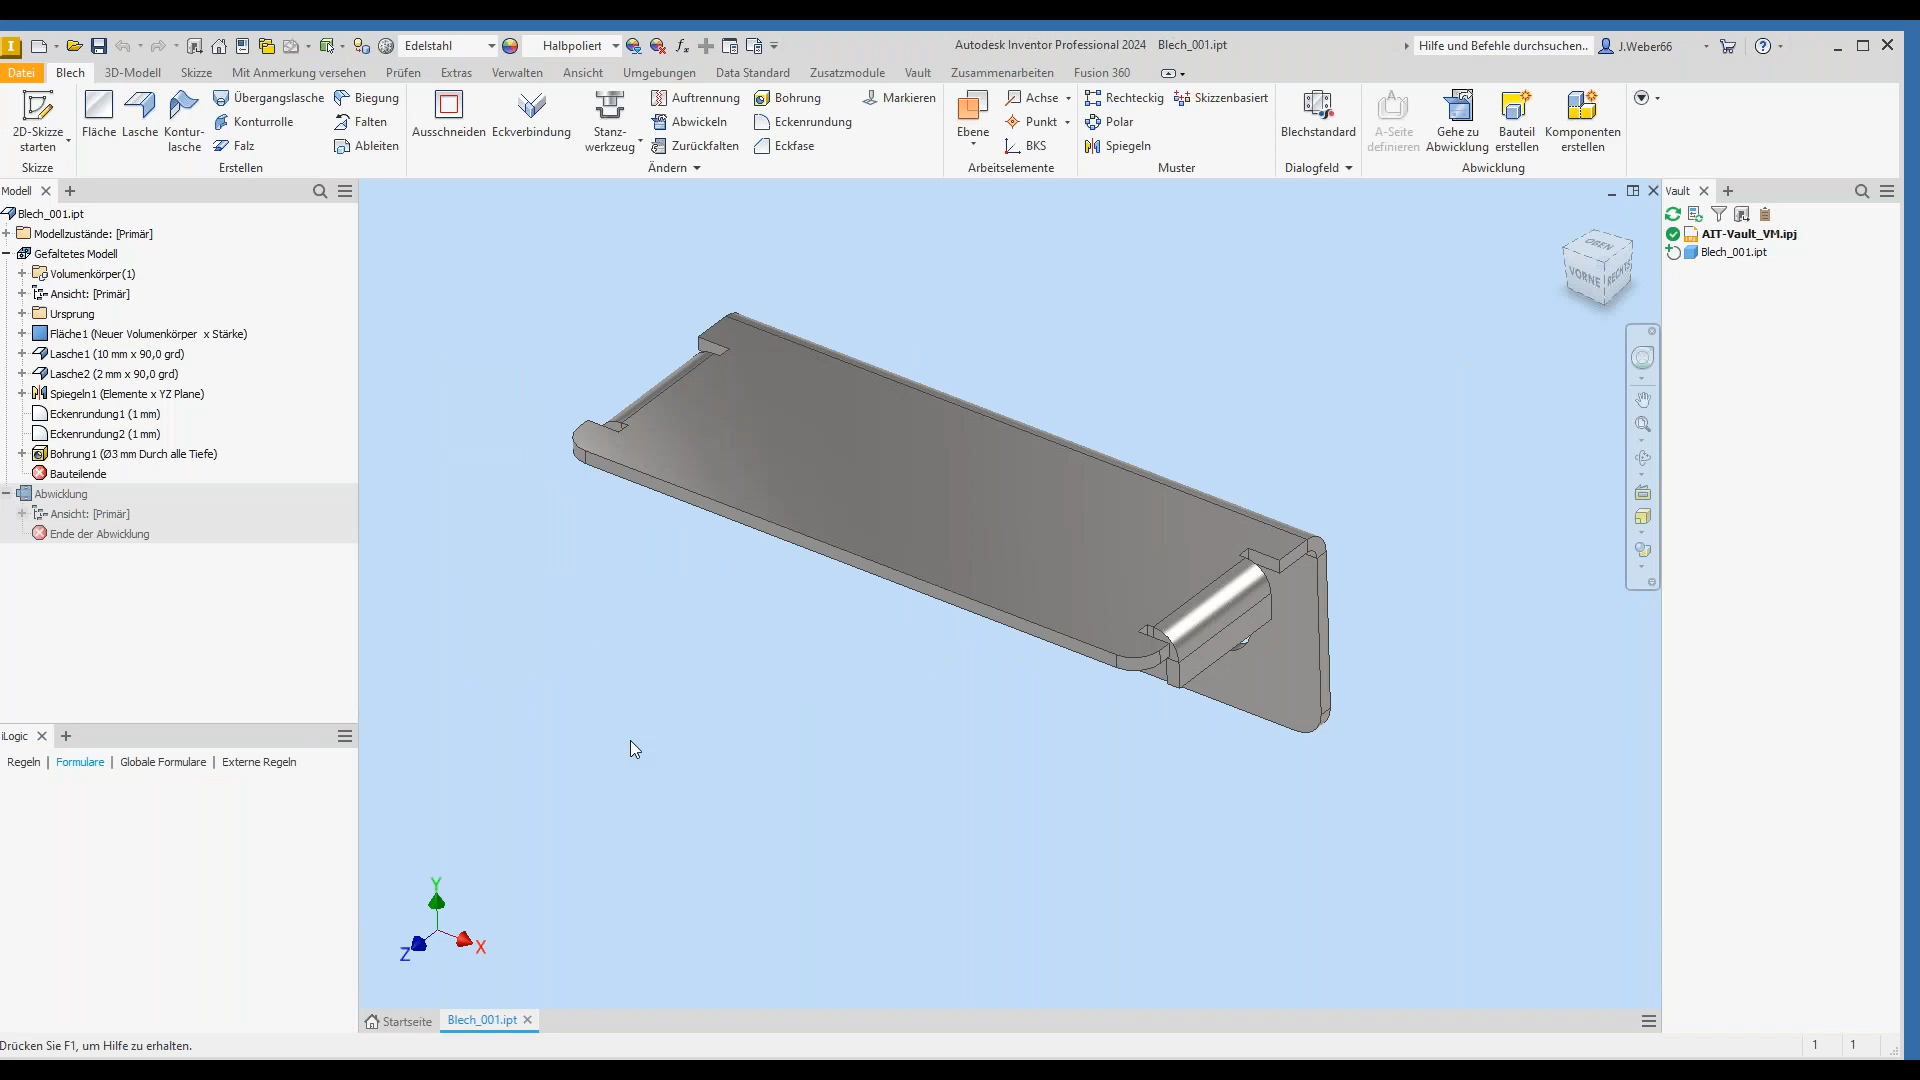 Edelstahl
Halbpoliert
Autodesk Inventor Professional 2024 Blech_001.ipt
Hilfe und Befehle durchsuchen..
J.Weber66
Datei Blech 3D-Modell Skizze Mit Anmerkung versehen Prüfen Extras Verwalten Ansicht Umgebungen Data Standard Zusatzmodule Vault Zusammenarbeiten Fusion 360
2D-Skizze
starten
Skizze
Fläche
Lasche
Kontur-
lasche
Übergangslasche
Konturrolle
Falz
Biegung
Falten
Ableiten
Erstellen
Ausschneiden
Eckverbindung
Stanz-
werkzeug
Auftrennung
Abwickeln
Zurückfalten
Bohrung
Eckenrundung
Eckfase
Markieren
Ändern
Ebene
Achse
Punkt
BKS
Arbeitselemente
Rechteckig
Polar
Spiegeln
Skizzenbasiert
Muster
Blechstandard
Dialogfeld
A-Seite
definieren
Gehe zu
Abwicklung
Bauteil
erstellen
Komponenten
erstellen
Abwicklung
Modell
Blech_001.ipt
Modellzustände: [Primär]
Gefaltetes Modell
Volumenkörper(1)
Ansicht: [Primär]
Ursprung
Fläche1 (Neuer Volumenkörper x Stärke)
Lasche1 (10 mm x 90,0 grd)
Lasche2 (2 mm x 90,0 grd)
Spiegeln1 (Elemente x YZ Plane)
Eckenrundung1 (1 mm)
Eckenrundung2 (1 mm)
Bohrung1 (Ø3 mm Durch alle Tiefe)
Bauteilende
Abwicklung
Ansicht: [Primär]
Ende der Abwicklung
iLogic
Regeln | Formulare | Globale Formulare | Externe Regeln
OBEN
VORNE
RECHTS
Y
Z
X
Vault
AIT-Vault_VM.ipj
Blech_001.ipt
Startseite
Blech_001.ipt
Drücken Sie F1, um Hilfe zu erhalten.
1 1